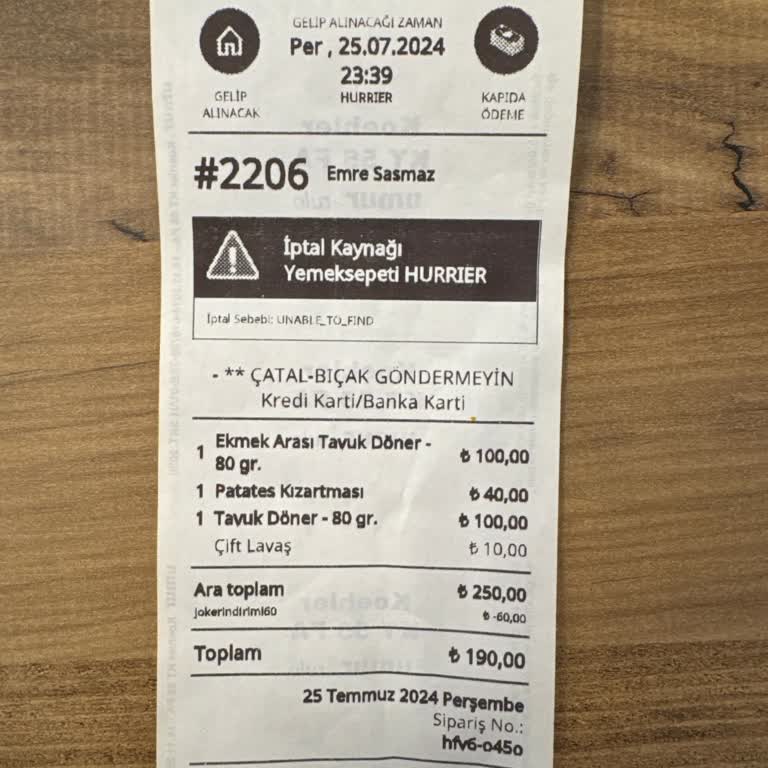 GELİP ALINACAĞI ZAMAN
Per , 25.07.2024
23:39
HURRIER
GELİP
ALINACAK
KAPIDA
ÖDEME
#2206 Emre Sasmaz
İptal Kaynağı
Yemeksepeti HURRIER
İptal Sebebi: UNABLE_TO_FIND
- ** ÇATAL-BIÇAK GÖNDERMEYİN
Kredi Karti/Banka Karti
1 Ekmek Arası Tavuk Döner - 80 gr. ₺ 100,00
1 Patates Kızartması ₺ 40,00
1 Tavuk Döner - 80 gr. ₺ 100,00
Çift Lavaş ₺ 10,00
Ara toplam ₺ 250,00
jokerindirimi60 ₺ -60,00
Toplam ₺ 190,00
25 Temmuz 2024 Perşembe
Sipariş No.:
hfv6-o45o